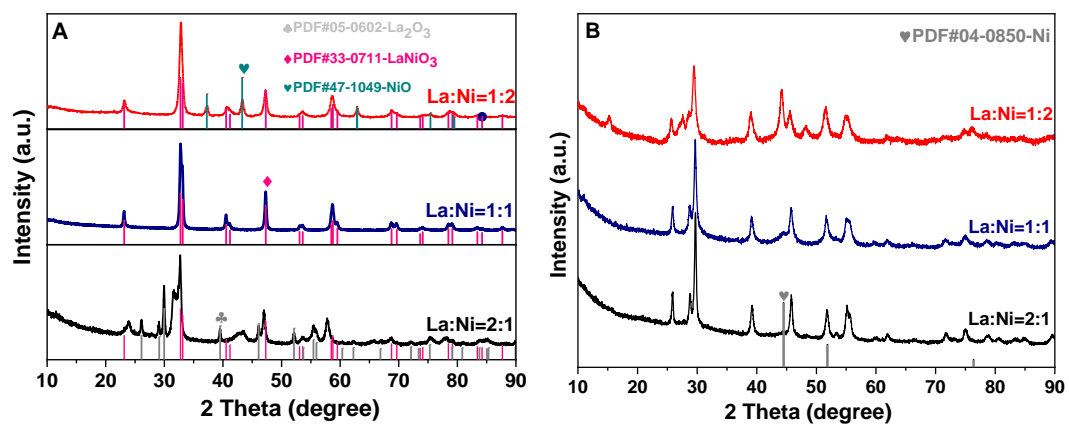 A
♣PDF#05-0602-La₂O₃
♦PDF#33-0711-LaNiO₃
♥PDF#47-1049-NiO
La:Ni=1:2
La:Ni=1:1
La:Ni=2:1
Intensity (a.u.)
10 20 30 40 50 60 70 80 90
2 Theta (degree)
B
♥PDF#04-0850-Ni
La:Ni=1:2
La:Ni=1:1
La:Ni=2:1
Intensity (a.u.)
10 20 30 40 50 60 70 80 90
2 Theta (degree)